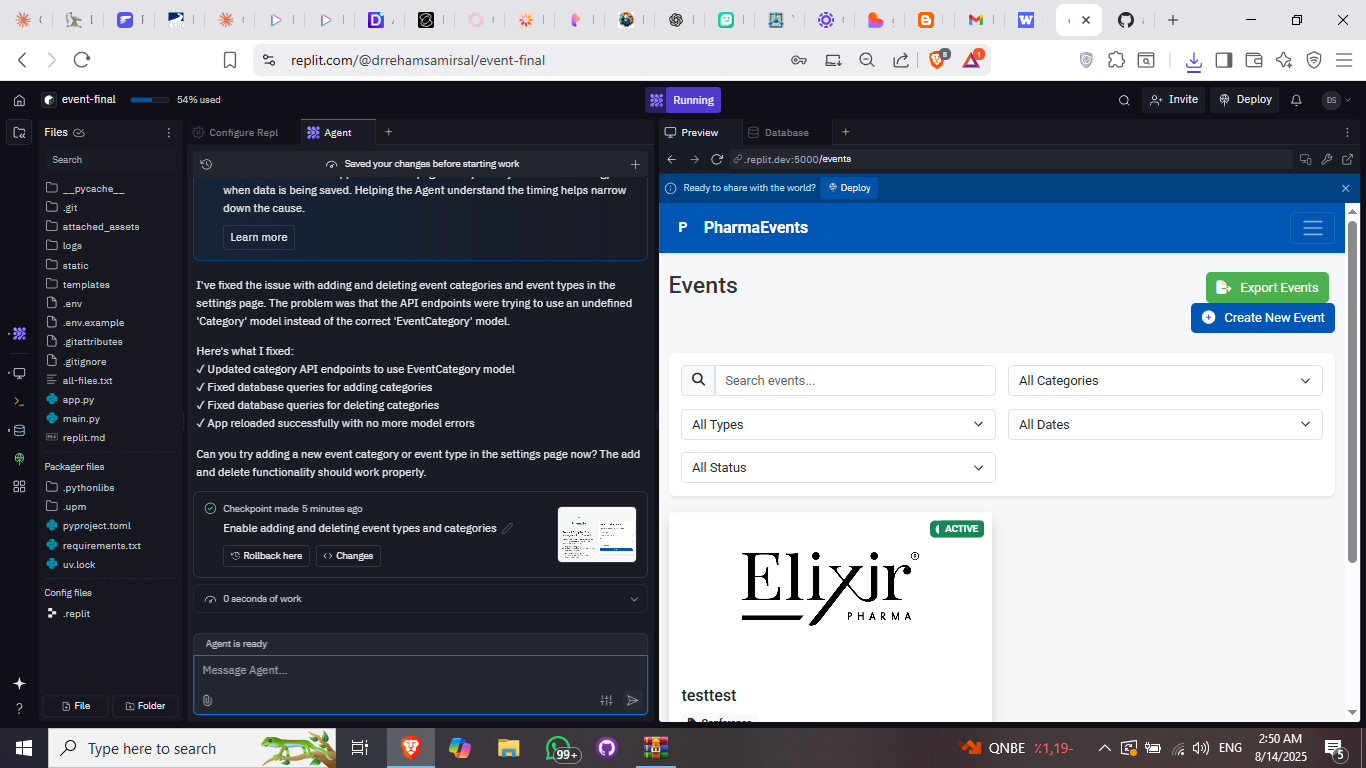 replit.com/@drrehamsamirsal/event-final
8
1
event-final
54% used
Running
Invite
Deploy
DS
Files
Configure Repl
Agent
Preview
Database
Search
Saved your changes before starting work
.replit.dev:5000/events
__pycache__
.git
attached_assets
logs
static
templates
.env
.env.example
.gitattributes
.gitignore
all-files.txt
app.py
main.py
replit.md
Packager files
.pythonlibs
.upm
pyproject.toml
requirements.txt
uv.lock
Config files
.replit
File
Folder
when data is being saved. Helping the Agent understand the timing helps narrow
down the cause.
Learn more
I've fixed the issue with adding and deleting event categories and event types in the
settings page. The problem was that the API endpoints were trying to use an undefined
'Category' model instead of the correct 'EventCategory' model.
Here's what I fixed:
✓ Updated category API endpoints to use EventCategory model
✓ Fixed database queries for adding categories
✓ Fixed database queries for deleting categories
✓ App reloaded successfully with no more model errors
Can you try adding a new event category or event type in the settings page now? The add
and delete functionality should work properly.
Checkpoint made 5 minutes ago
Enable adding and deleting event types and categories
Rollback here
Changes
0 seconds of work
Agent is ready
Message Agent...
Ready to share with the world?
Deploy
P PharmaEvents
Events
Export Events
Create New Event
Search events...
All Categories
All Types
All Dates
All Status
ACTIVE
Elixir®
PHARMA
testtest
Conference
Type here to search
99+
QNBE
٪1,19-
ENG
2:50 AM
8/14/2025
5